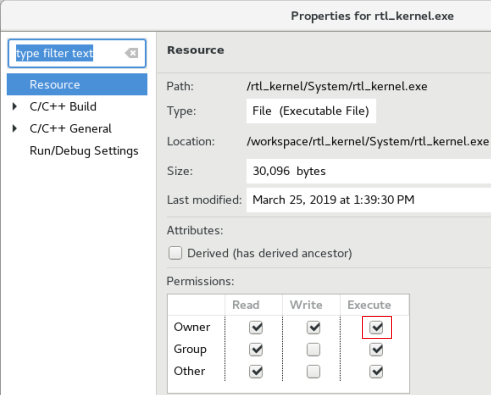 Properties for rtl_kernel.exe
type filter text
Resource
C/C++ Build
C/C++ General
Run/Debug Settings
Resource
Path: /rtl_kernel/System/rtl_kernel.exe
Type: File (Executable File)
Location: /workspace/rtl_kernel/System/rtl_kernel.exe
Size: 30,096 bytes
Last modified: March 25, 2019 at 1:39:30 PM
Attributes:
Derived (has derived ancestor)
Permissions:
Read Write Execute
Owner
Group
Other